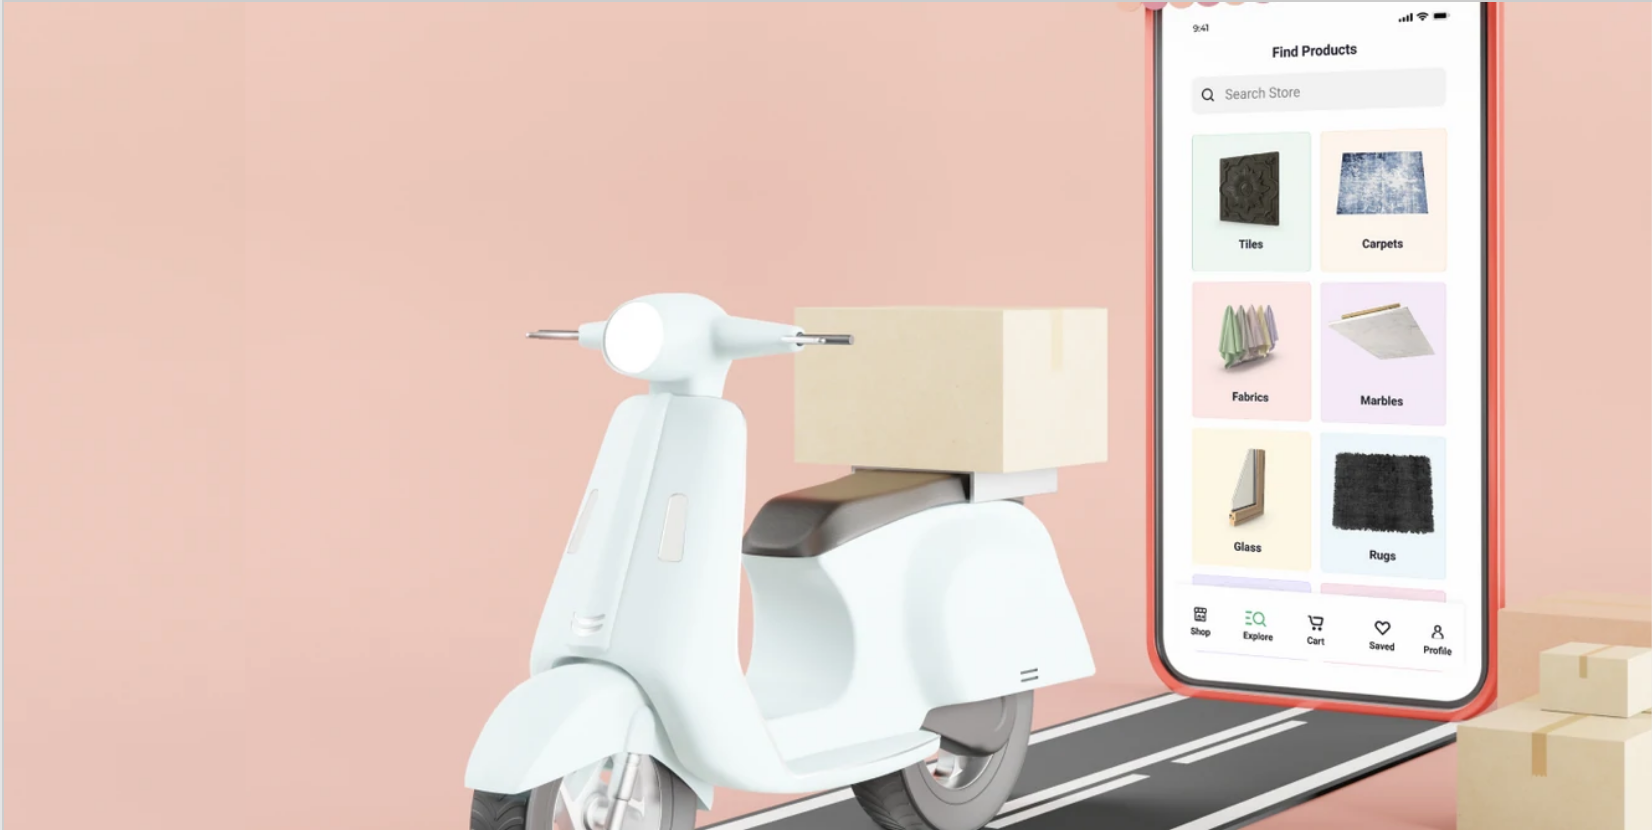 9:41
Find Products
Search Store
Tiles
Carpets
Fabrics
Marbles
Glass
Rugs
Shop
Explore
Cart
Saved
Profile